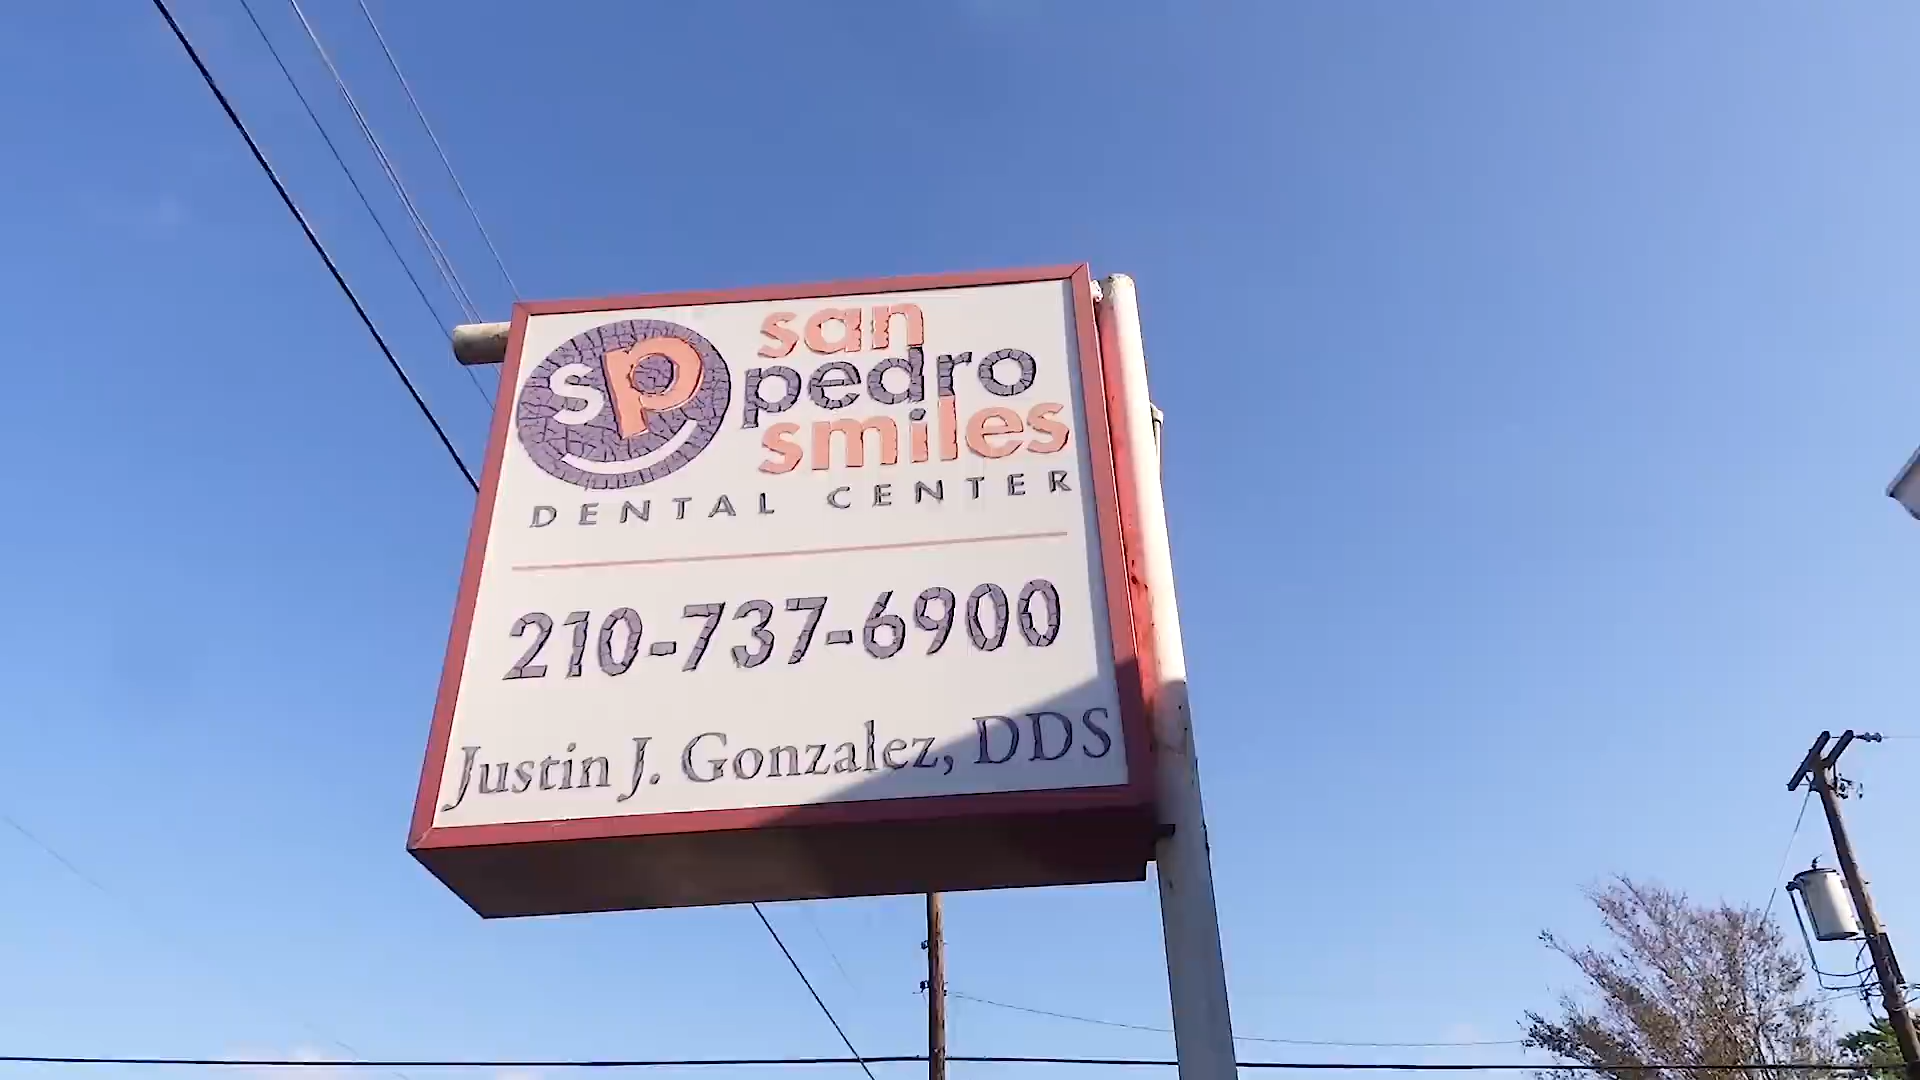 sp
san
pedro
smiles
DENTAL CENTER
210-737-6900
Justin J. Gonzalez, DDS